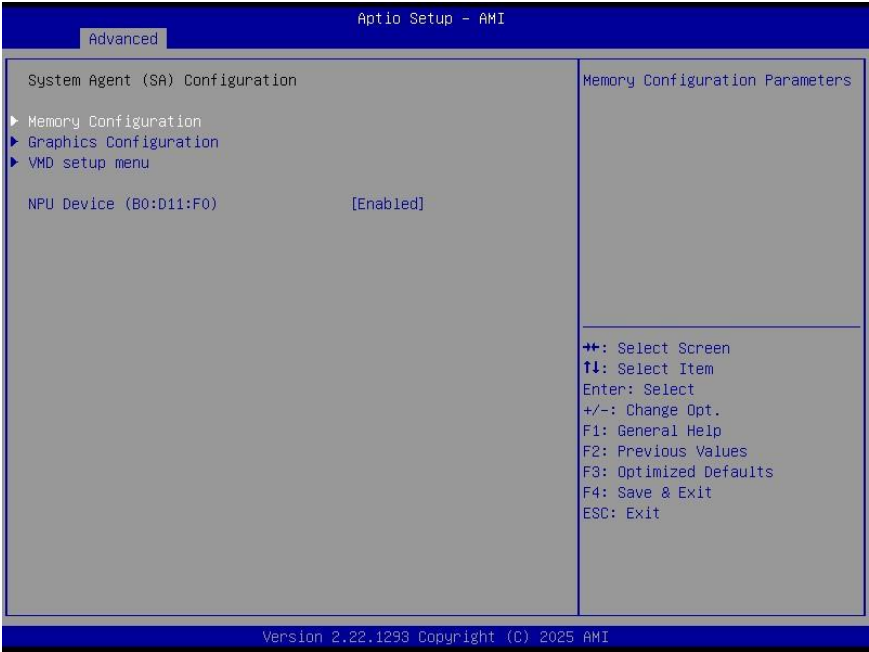 Aptio Setup – AMI
Advanced
System Agent (SA) Configuration
Memory Configuration
Graphics Configuration
VMD setup menu
NPU Device (B0:D11:F0) [Enabled]
Memory Configuration Parameters
→←: Select Screen
↑↓: Select Item
Enter: Select
+/-: Change Opt.
F1: General Help
F2: Previous Values
F3: Optimized Defaults
F4: Save & Exit
ESC: Exit
Version 2.22.1293 Copyright (C) 2025 AMI